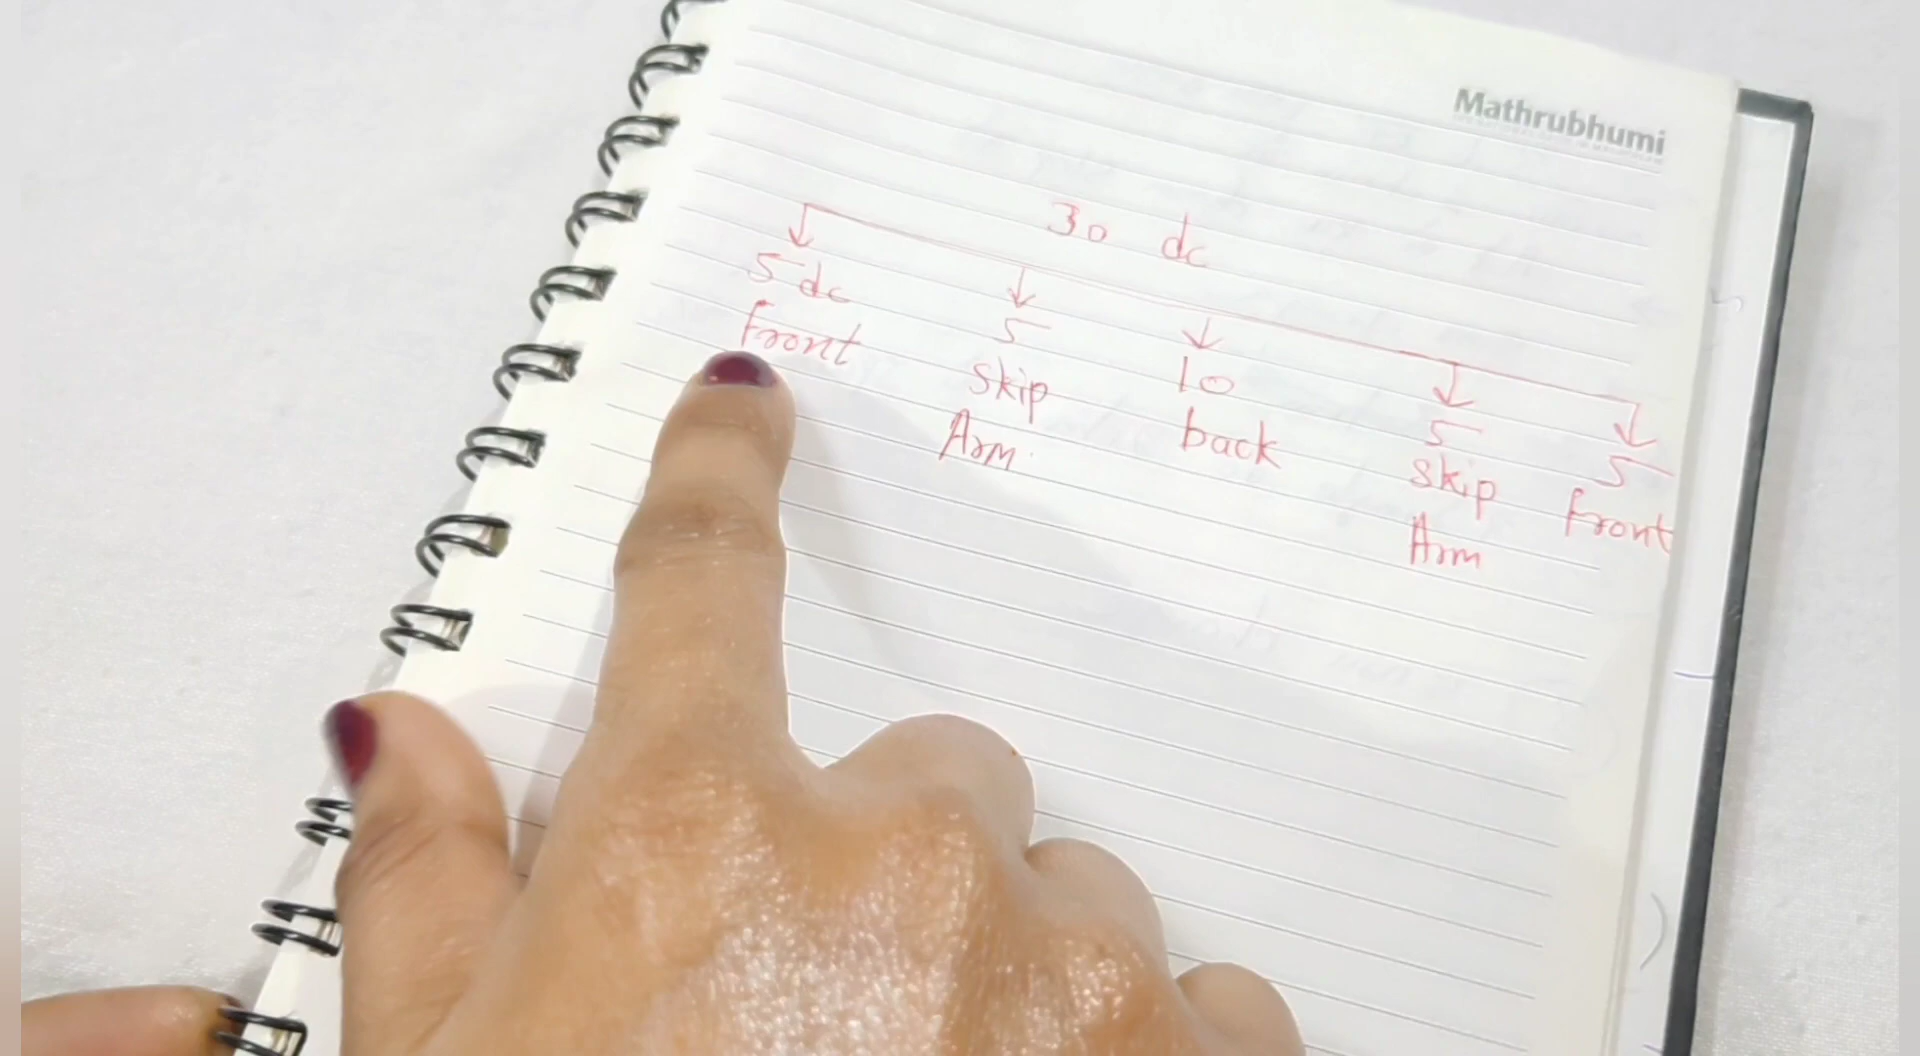 Mathrubhumi
30 dc
5 dc 5 10 5 5
Front skip back skip Front
Arm Arm